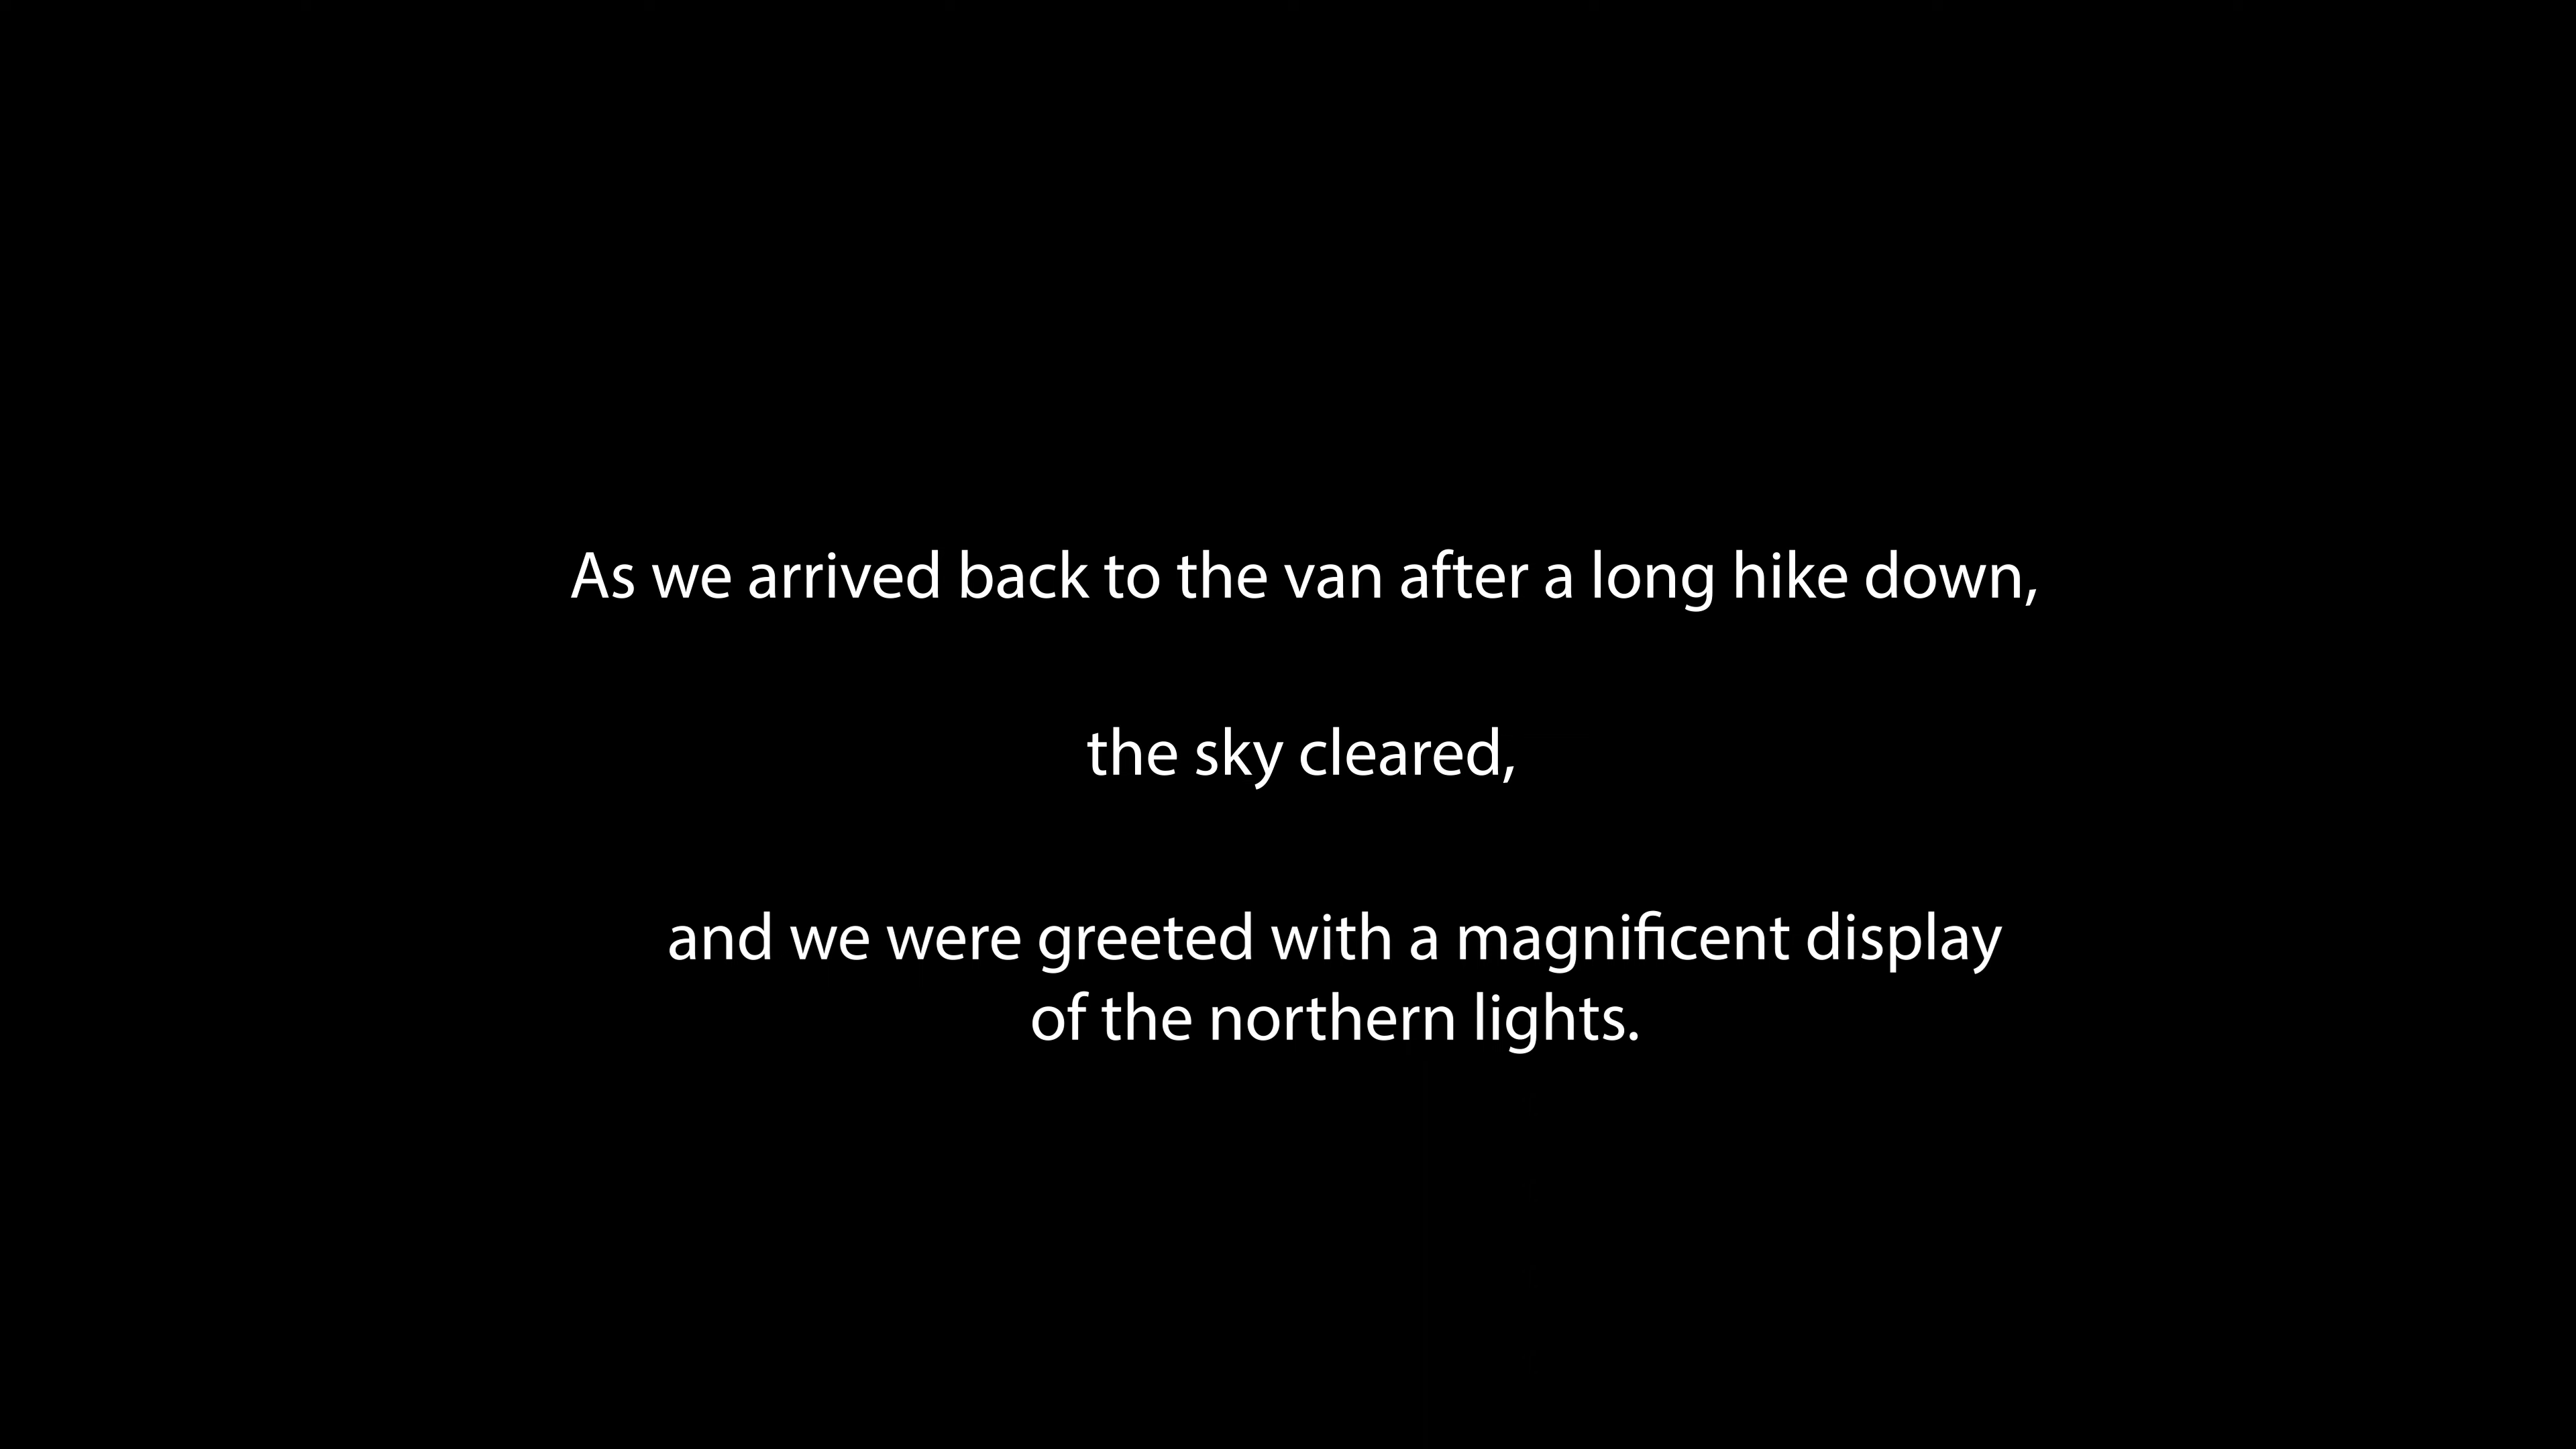 As we arrived back to the van after a long hike down,
the sky cleared,
and we were greeted with a magnificent display
of the northern lights.